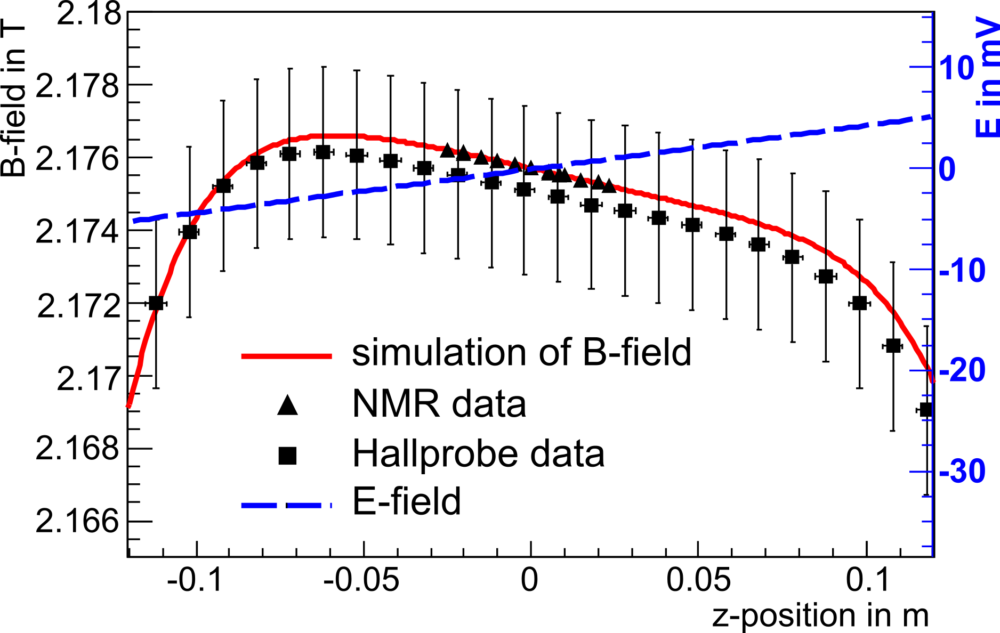 B-field in T
2.18
2.178
2.176
2.174
2.172
2.17
2.168
2.166
E in mV
10
0
-10
-20
-30
simulation of B-field
NMR data
Hallprobe data
E-field
-0.1
-0.05
0
0.05
0.1
z-position in m